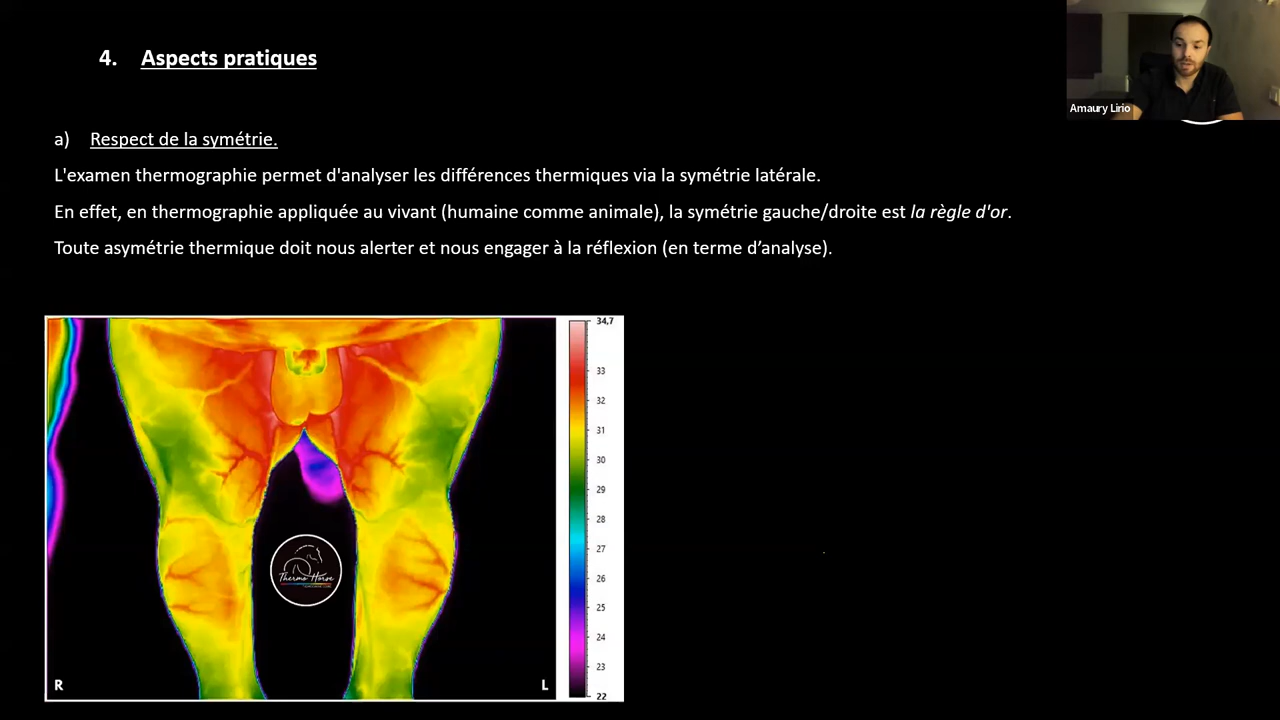 4. Aspects pratiques
Amaury Lirio
a) Respect de la symétrie.
L'examen thermographie permet d'analyser les différences thermiques via la symétrie latérale.
En effet, en thermographie appliquée au vivant (humaine comme animale), la symétrie gauche/droite est la règle d'or.
Toute asymétrie thermique doit nous alerter et nous engager à la réflexion (en terme d’analyse).
34,7
33
32
31
30
29
28
27
26
25
24
23
22
Thermo Horse
R
L